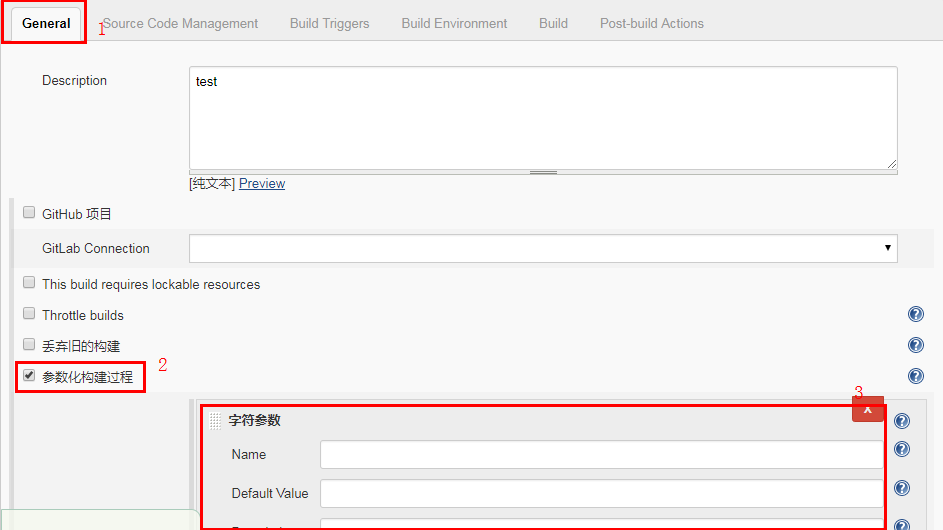 General 1 Source Code Management Build Triggers Build Environment Build Post-build Actions
Description test
[纯文本] Preview
GitHub 项目
GitLab Connection
This build requires lockable resources
Throttle builds
丢弃旧的构建
参数化构建过程 2
3
字符参数 X
Name
Default Value